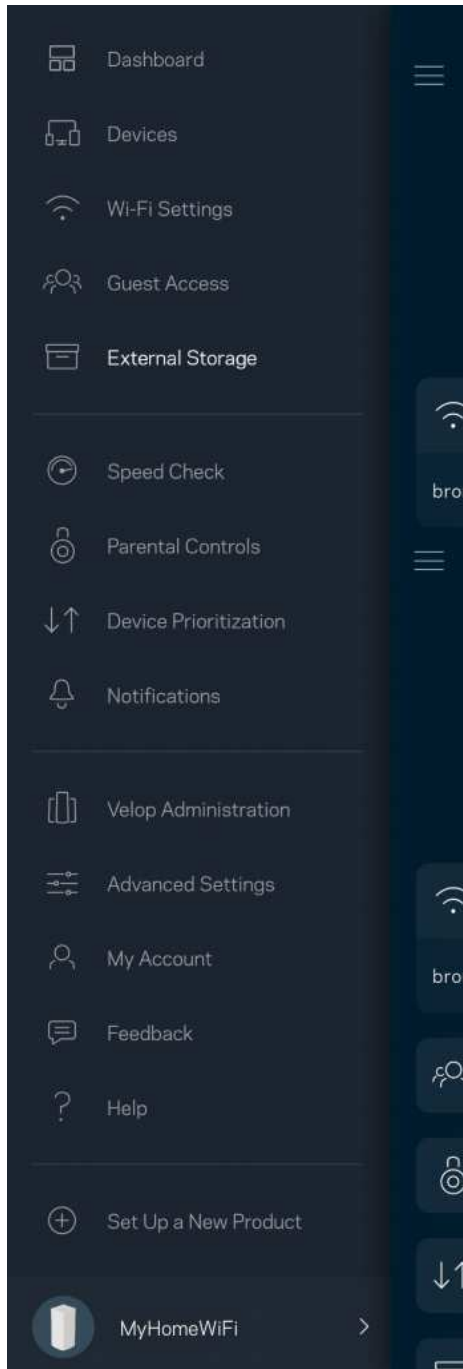 Dashboard
Devices
Wi-Fi Settings
Guest Access
External Storage
Speed Check
Parental Controls
Device Prioritization
Notifications
Velop Administration
Advanced Settings
My Account
Feedback
Help
Set Up a New Product
MyHomeWiFi